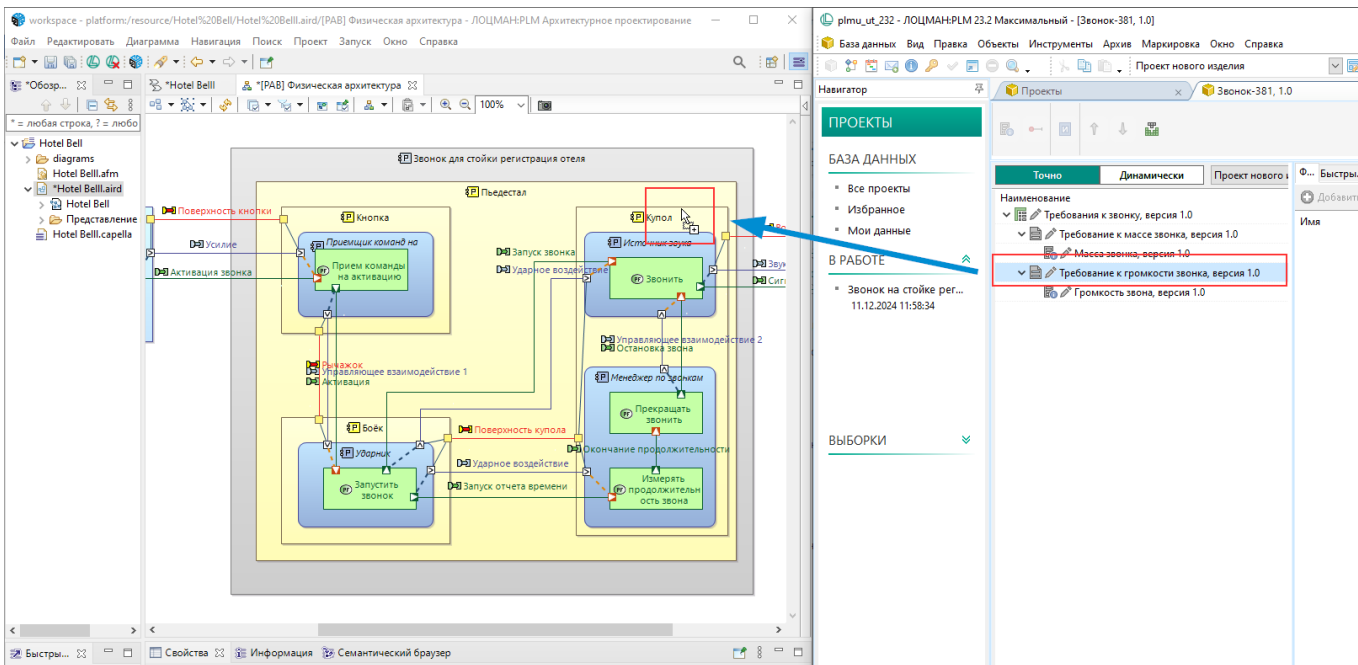 workspace - platform:/resource/Hotel%20Bell/Hotel%20Belll.aird/[PAB] Физическая архитектура - ЛОЦМАН:PLM Архитектурное проектирование
Файл Редактировать Диаграмма Навигация Поиск Проект Запуск Окно Справка
*Обозр...
*Hotel Belll
*[PAB] Физическая архитектура
100%
* = любая строка, ? = любо
Hotel Bell
diagrams
Hotel Belll.afm
*Hotel Belll.aird
Hotel Bell
Представление
Hotel Belll.capella
Звонок для стойки регистрация отеля
Пьедестал
Поверхность кнопки
Кнопка
Купол
Усилие
Приемщик команд на
Прием команды
на активацию
Активация звонка
Запуск звонка
Ударное воздействие
Источник звука
Звонить
Рычажок
Управляющее взаимодействие 1
Активация
Управляющее взаимодействие 2
Остановка звона
Менеджер по звонкам
Прекращать
звонить
Боёк
Поверхность купола
Ударник
Окончание продолжительности
Ударное воздействие
Запустить
звонок
Запуск отчета времени
Измерять
продолжительн
ость звона
Быстры...
Свойства
Информация
Семантический браузер
plmu_ut_232 - ЛОЦМАН:PLM 23.2 Максимальный - [Звонок-381, 1.0]
База данных Вид Правка Объекты Инструменты Архив Маркировка Окно Справка
Проект нового изделия
Навигатор
Проекты
Звонок-381, 1.0
ПРОЕКТЫ
БАЗА ДАННЫХ
Все проекты
Избранное
Мои данные
В РАБОТЕ
Звонок на стойке рег...
11.12.2024 11:58:34
ВЫБОРКИ
Точно
Динамически
Проект нового и
Ф...
Быстры
Добавит
Наименование
Имя
Требования к звонку, версия 1.0
Требование к массе звонка, версия 1.0
Масса звонка, версия 1.0
Требование к громкости звонка, версия 1.0
Громкость звона, версия 1.0